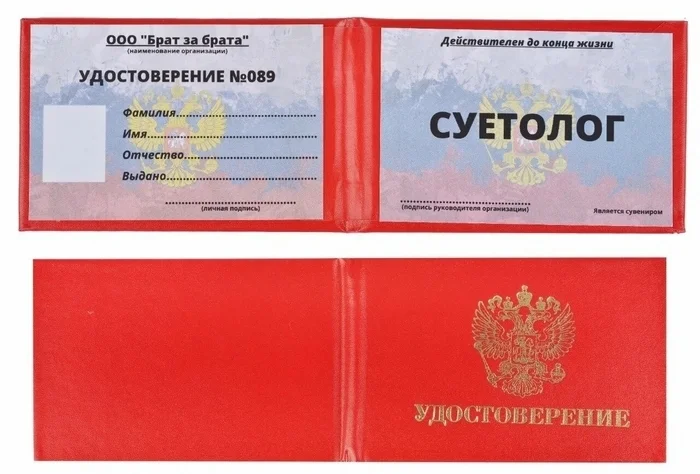 ООО "Брат за брата"
(наименование организации)
УДОСТОВЕРЕНИЕ №089
Фамилия
Имя
Отчество
Выдано
(личная подпись)
Действителен до конца жизни
СУЕТОЛОГ
(подпись руководителя организации)
Является сувениром
УДОСТОВЕРЕНИЕ